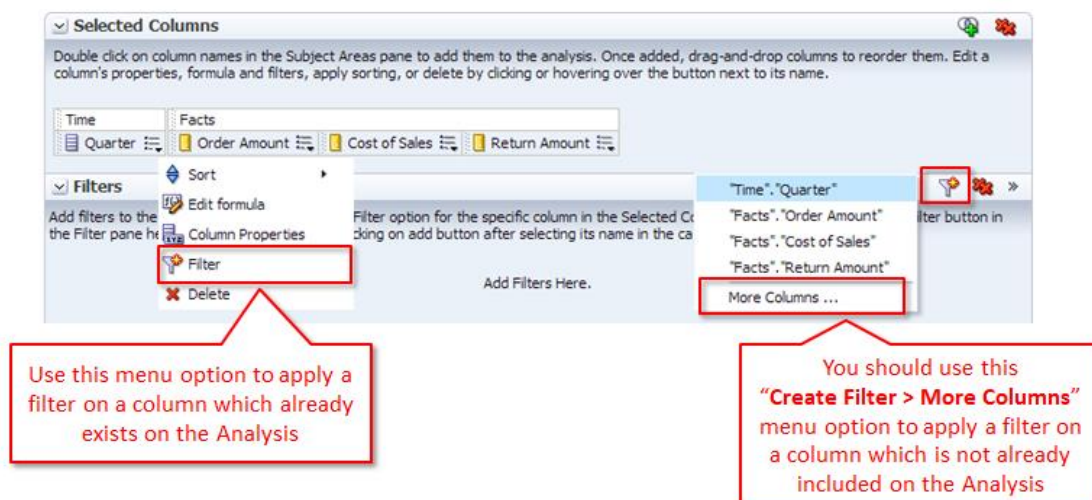 Selected Columns
Double click on column names in the Subject Areas pane to add them to the analysis. Once added, drag-and-drop columns to reorder them. Edit a
column's properties, formula and filters, apply sorting, or delete by clicking or hovering over the button next to its name.
Time Facts
Quarter Order Amount Cost of Sales Return Amount
Sort
Edit formula
Column Properties
Filter
Delete
Filters
Add filters to the Filter option for the specific column in the Selected Co lter button in
the Filter pane he cking on add button after selecting its name in the ca
Add Filters Here.
"Time"."Quarter"
"Facts"."Order Amount"
"Facts"."Cost of Sales"
"Facts"."Return Amount"
More Columns ...
Use this menu option to apply a
filter on a column which already
exists on the Analysis
You should use this
“Create Filter > More Columns”
menu option to apply a filter on
a column which is not already
included on the Analysis